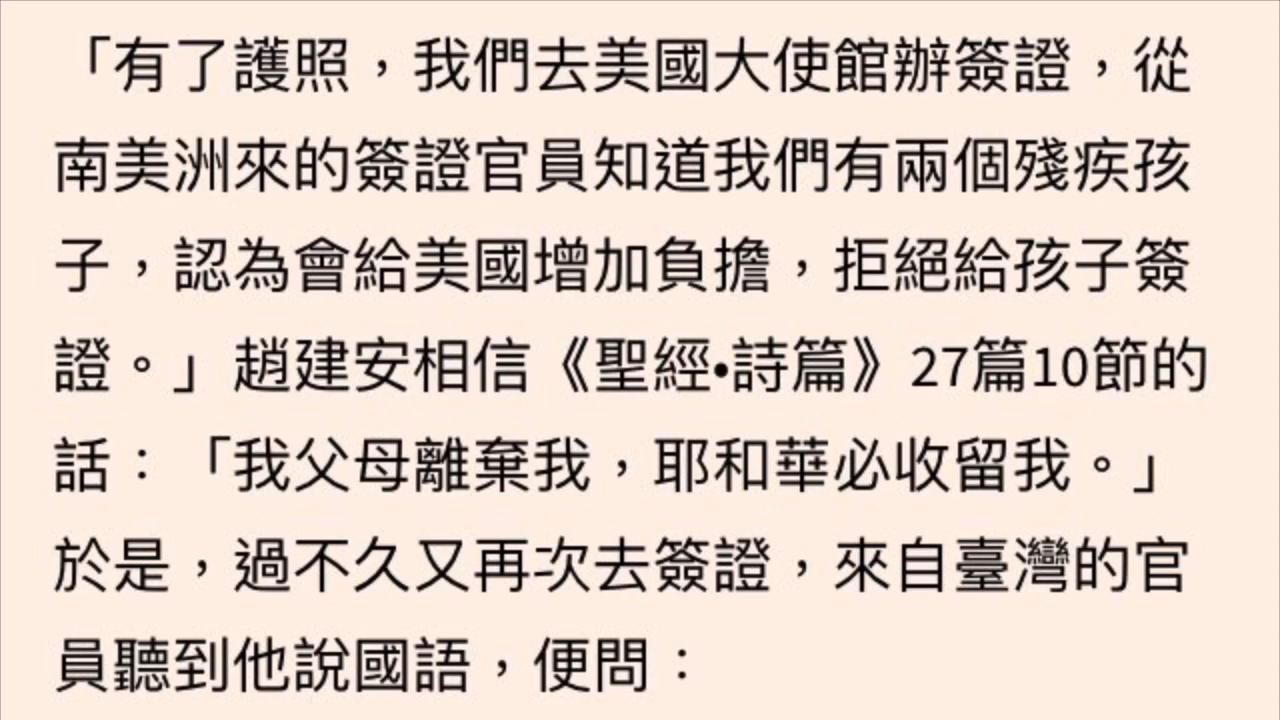 「有了護照，我們去美國大使館辦簽證，從
南美洲來的簽證官員知道我們有兩個殘疾孩
子，認為會給美國增加負擔，拒絕給孩子簽
證。」趙建安相信《聖經•詩篇》27篇10節的
話：「我父母離棄我，耶和華必收留我。」
於是，過不久又再次去簽證，來自臺灣的官
員聽到他說國語，便問：